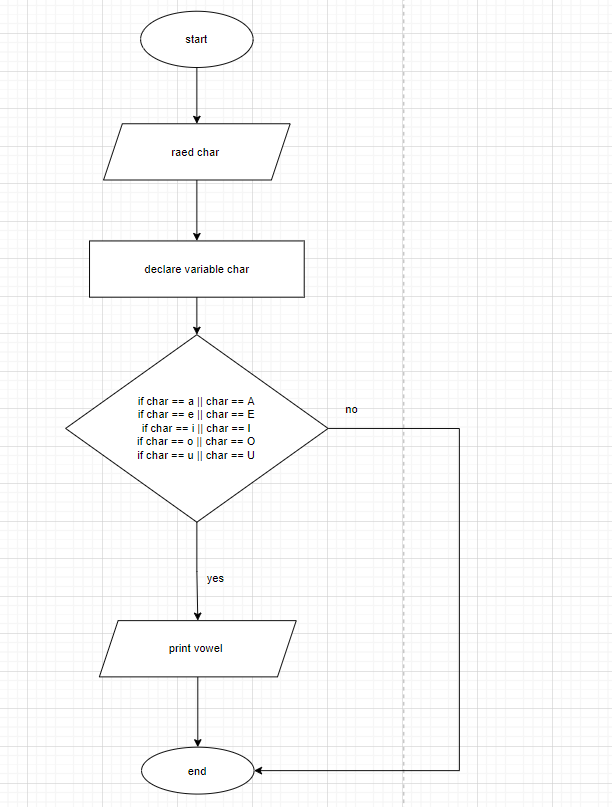 start
raed char
declare variable char
if char == a || char == A
if char == e || char == E
if char == i || char == I
if char == o || char == O
if char == u || char == U
no
yes
print vowel
end